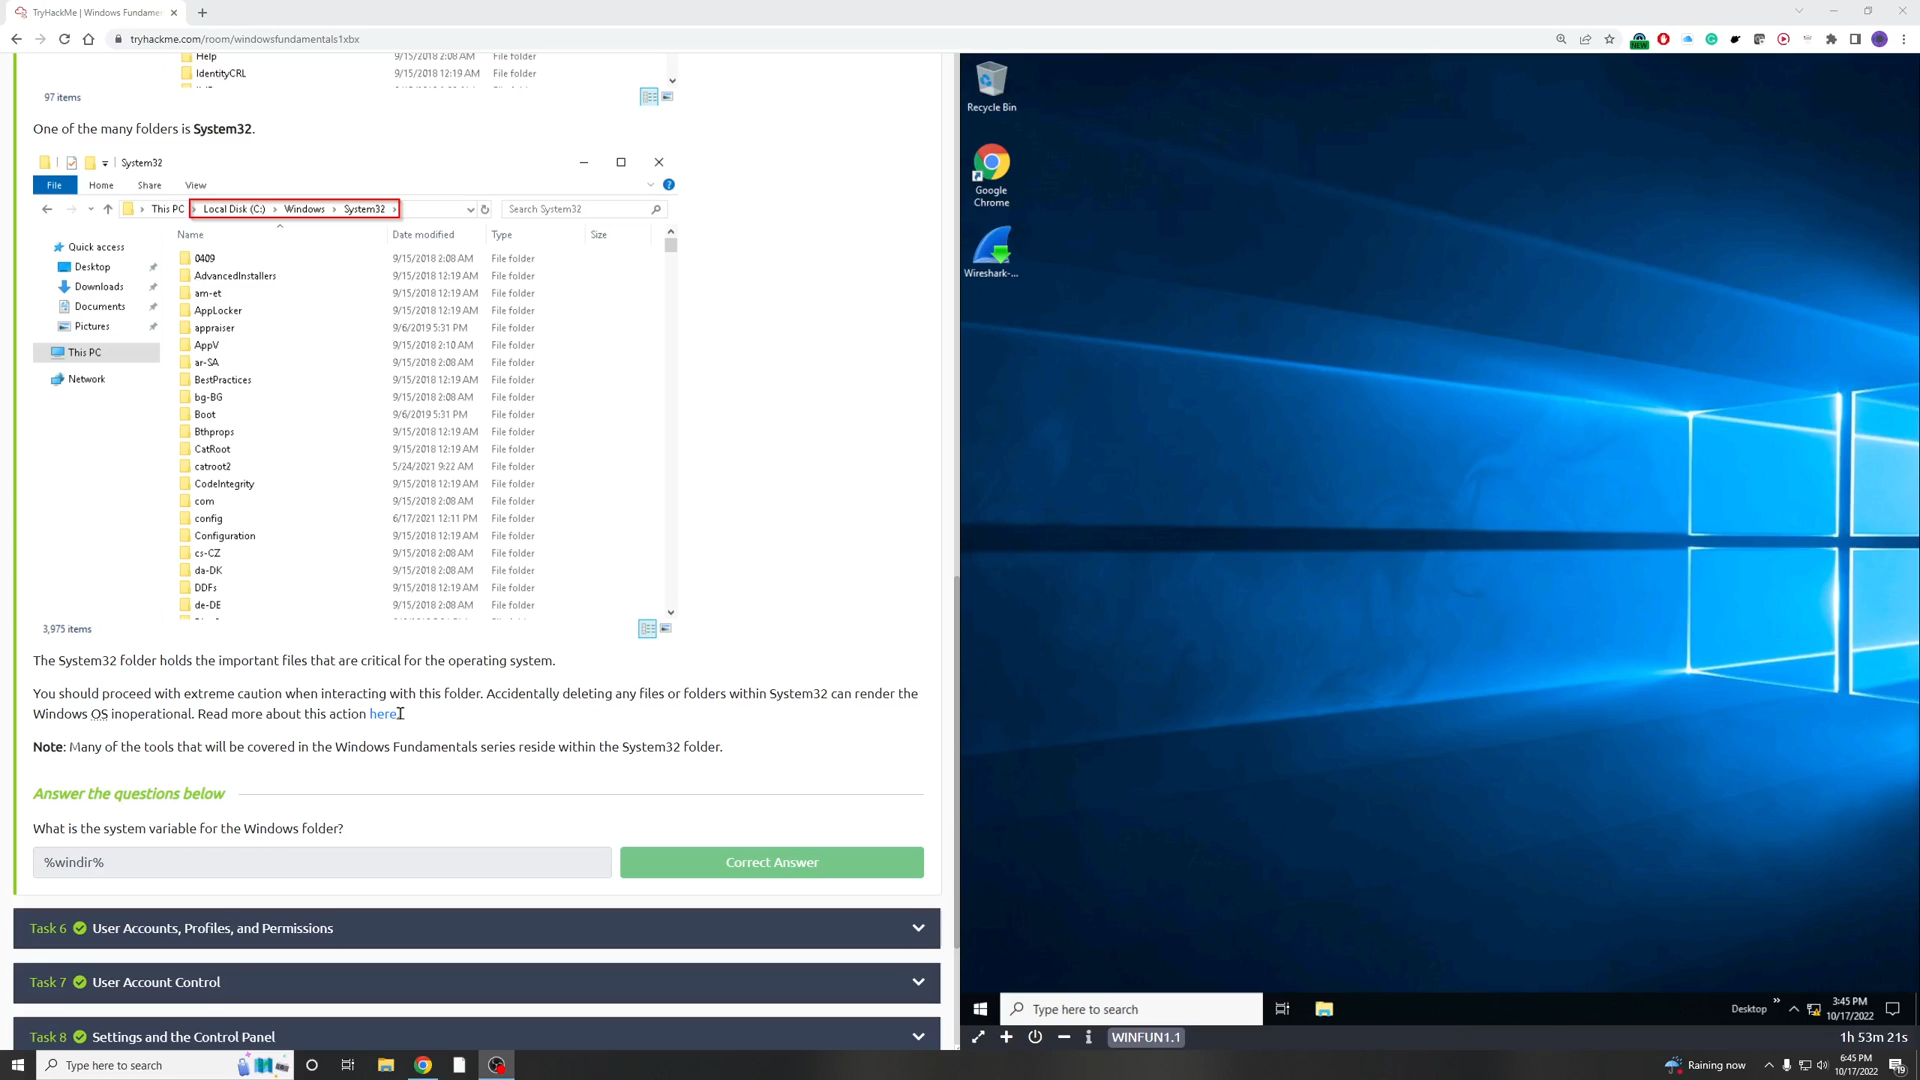 TryHackMe | Windows Fundame
tryhackme.com/room/windowsfundamentals1xbx
NEW
Help 9/15/2018 2:08 AM File folder
IdentityCRL 9/15/2018 12:19 AM File folder
97 items
One of the many folders is System32.
System32
File Home Share View
This PC Local Disk (C:) Windows System32 Search System32
Name Date modified Type Size
Quick access
Desktop
Downloads
Documents
Pictures
This PC
Network
0409 9/15/2018 2:08 AM File folder
AdvancedInstallers 9/15/2018 12:19 AM File folder
am-et 9/15/2018 12:19 AM File folder
AppLocker 9/15/2018 12:19 AM File folder
appraiser 9/6/2019 5:31 PM File folder
AppV 9/15/2018 2:10 AM File folder
ar-SA 9/15/2018 2:08 AM File folder
BestPractices 9/15/2018 12:19 AM File folder
bg-BG 9/15/2018 2:08 AM File folder
Boot 9/6/2019 5:31 PM File folder
Bthprops 9/15/2018 12:19 AM File folder
CatRoot 9/15/2018 12:19 AM File folder
catroot2 5/24/2021 9:22 AM File folder
CodeIntegrity 9/15/2018 12:19 AM File folder
com 9/15/2018 2:08 AM File folder
config 6/17/2021 12:11 PM File folder
Configuration 9/15/2018 12:19 AM File folder
cs-CZ 9/15/2018 2:08 AM File folder
da-DK 9/15/2018 2:08 AM File folder
DDFs 9/15/2018 12:19 AM File folder
de-DE 9/15/2018 2:08 AM File folder
3,975 items
The System32 folder holds the important files that are critical for the operating system.
You should proceed with extreme caution when interacting with this folder. Accidentally deleting any files or folders within System32 can render the
Windows OS inoperational. Read more about this action here
Note: Many of the tools that will be covered in the Windows Fundamentals series reside within the System32 folder.
Answer the questions below
What is the system variable for the Windows folder?
%windir% Correct Answer
Task 6 User Accounts, Profiles, and Permissions
Task 7 User Account Control
Task 8 Settings and the Control Panel
Recycle Bin
Google
Chrome
Wireshark-...
Type here to search
Desktop
3:45 PM
10/17/2022
WINFUN1.1
1h 53m 21s
Type here to search
Raining now
6:45 PM
10/17/2022
19